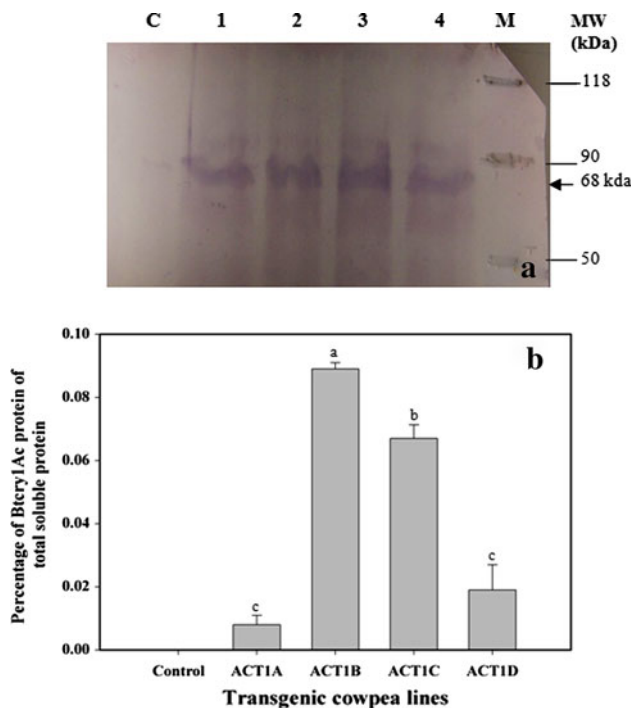 C 1 2 3 4 M MW
(kDa)
118
90
68 kda
50
a
b
Percentage of Btcry1Ac protein of
total soluble protein
0.10
0.08
0.06
0.04
0.02
0.00
a
b
c
c
Control ACT1A ACT1B ACT1C ACT1D
Transgenic cowpea lines